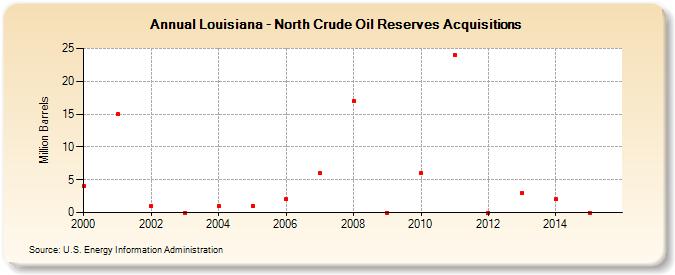 Annual Louisiana - North Crude Oil Reserves Acquisitions
Million Barrels
25
20
15
10
5
0
2000 2002 2004 2006 2008 2010 2012 2014
Source: U.S. Energy Information Administration